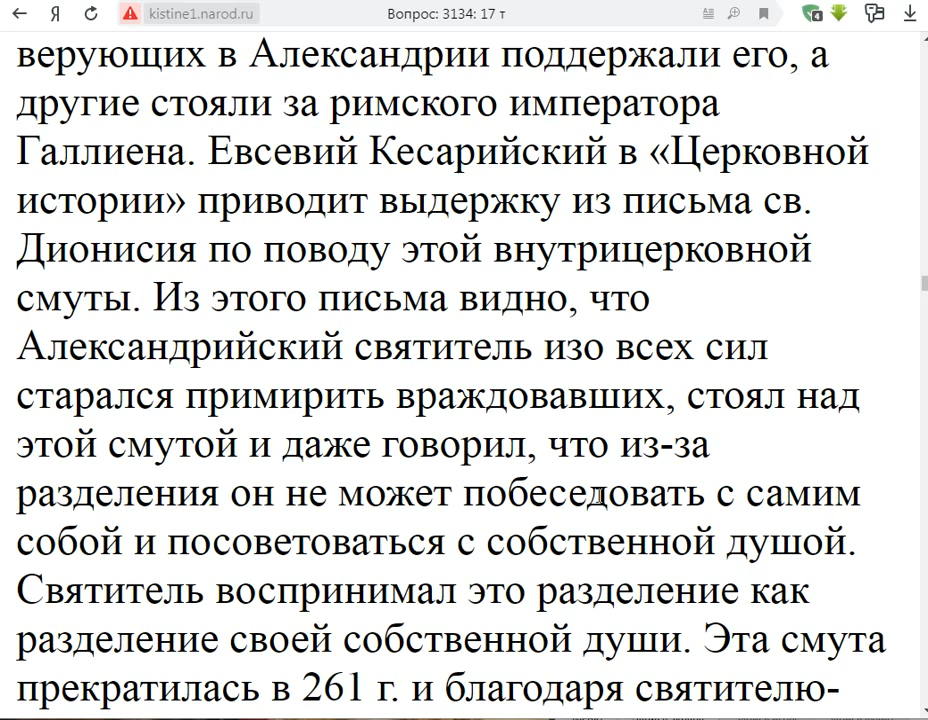 kistine1.narod.ru
Вопрос: 3134: 17 т
4
верующих в Александрии поддержали его, а
другие стояли за римского императора
Галлиена. Евсевий Кесарийский в «Церковной
истории» приводит выдержку из письма св.
Дионисия по поводу этой внутрицерковной
смуты. Из этого письма видно, что
Александрийский святитель изо всех сил
старался примирить враждовавших, стоял над
этой смутой и даже говорил, что из-за
разделения он не может побеседовать с самим
собой и посоветоваться с собственной душой.
Святитель воспринимал это разделение как
разделение своей собственной души. Эта смута
прекратилась в 261 г. и благодаря святителю-